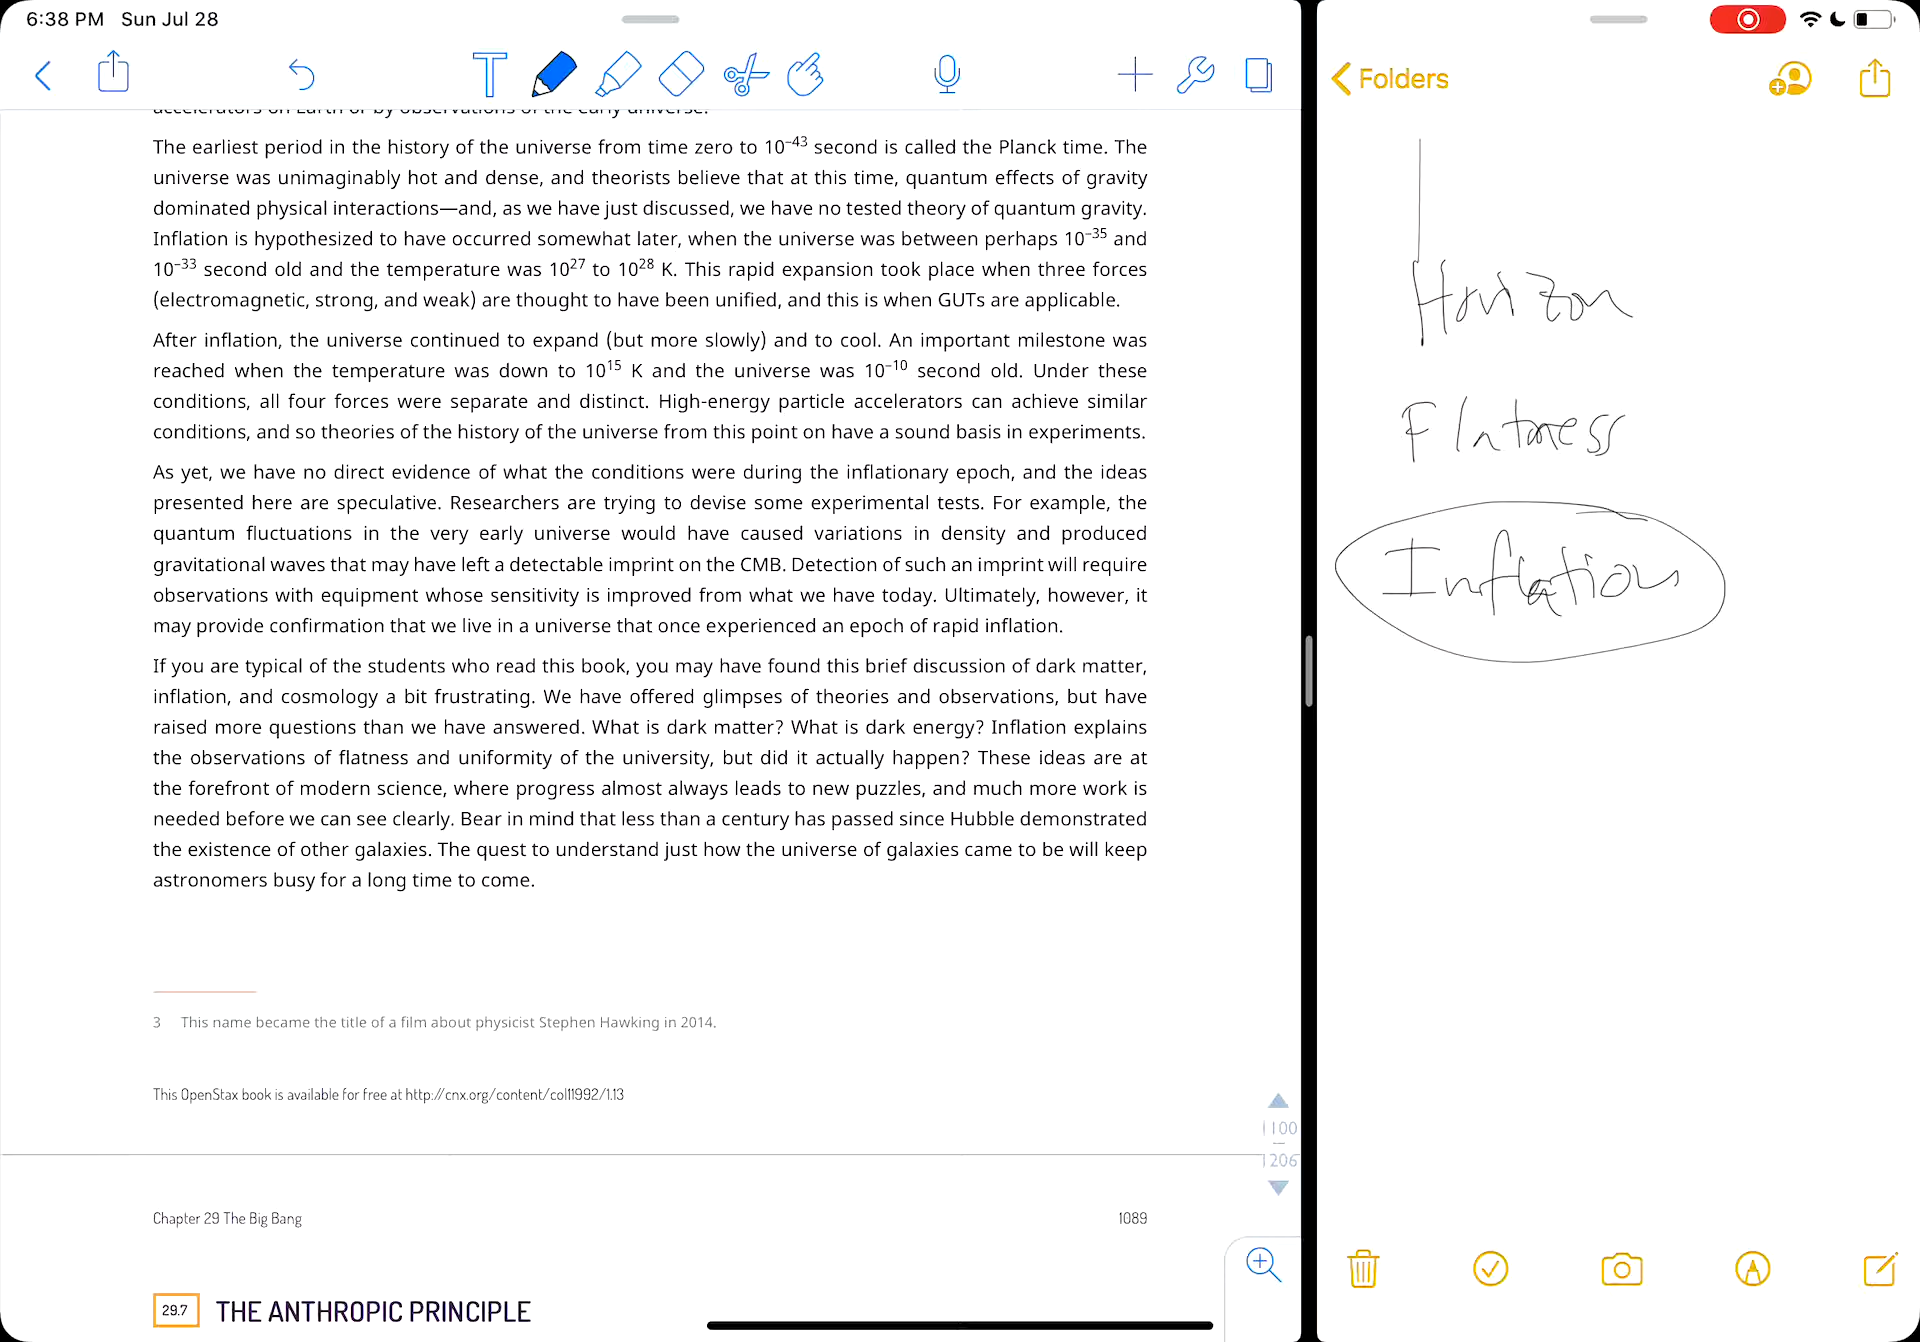 6:38 PM Sun Jul 28
Folders
The earliest period in the history of the universe from time zero to 10⁻⁴³ second is called the Planck time. The
universe was unimaginably hot and dense, and theorists believe that at this time, quantum effects of gravity
dominated physical interactions—and, as we have just discussed, we have no tested theory of quantum gravity.
Inflation is hypothesized to have occurred somewhat later, when the universe was between perhaps 10⁻³⁵ and
10⁻³³ second old and the temperature was 10²⁷ to 10²⁸ K. This rapid expansion took place when three forces
(electromagnetic, strong, and weak) are thought to have been unified, and this is when GUTs are applicable.
After inflation, the universe continued to expand (but more slowly) and to cool. An important milestone was
reached when the temperature was down to 10¹⁵ K and the universe was 10⁻¹⁰ second old. Under these
conditions, all four forces were separate and distinct. High-energy particle accelerators can achieve similar
conditions, and so theories of the history of the universe from this point on have a sound basis in experiments.
As yet, we have no direct evidence of what the conditions were during the inflationary epoch, and the ideas
presented here are speculative. Researchers are trying to devise some experimental tests. For example, the
quantum fluctuations in the very early universe would have caused variations in density and produced
gravitational waves that may have left a detectable imprint on the CMB. Detection of such an imprint will require
observations with equipment whose sensitivity is improved from what we have today. Ultimately, however, it
may provide confirmation that we live in a universe that once experienced an epoch of rapid inflation.
If you are typical of the students who read this book, you may have found this brief discussion of dark matter,
inflation, and cosmology a bit frustrating. We have offered glimpses of theories and observations, but have
raised more questions than we have answered. What is dark matter? What is dark energy? Inflation explains
the observations of flatness and uniformity of the university, but did it actually happen? These ideas are at
the forefront of modern science, where progress almost always leads to new puzzles, and much more work is
needed before we can see clearly. Bear in mind that less than a century has passed since Hubble demonstrated
the existence of other galaxies. The quest to understand just how the universe of galaxies came to be will keep
astronomers busy for a long time to come.
3 This name became the title of a film about physicist Stephen Hawking in 2014.
This OpenStax book is available for free at http://cnx.org/content/col11992/1.13
1100
1206
Chapter 29 The Big Bang 1089
29.7 THE ANTHROPIC PRINCIPLE
Horizon
Flatness
Inflation